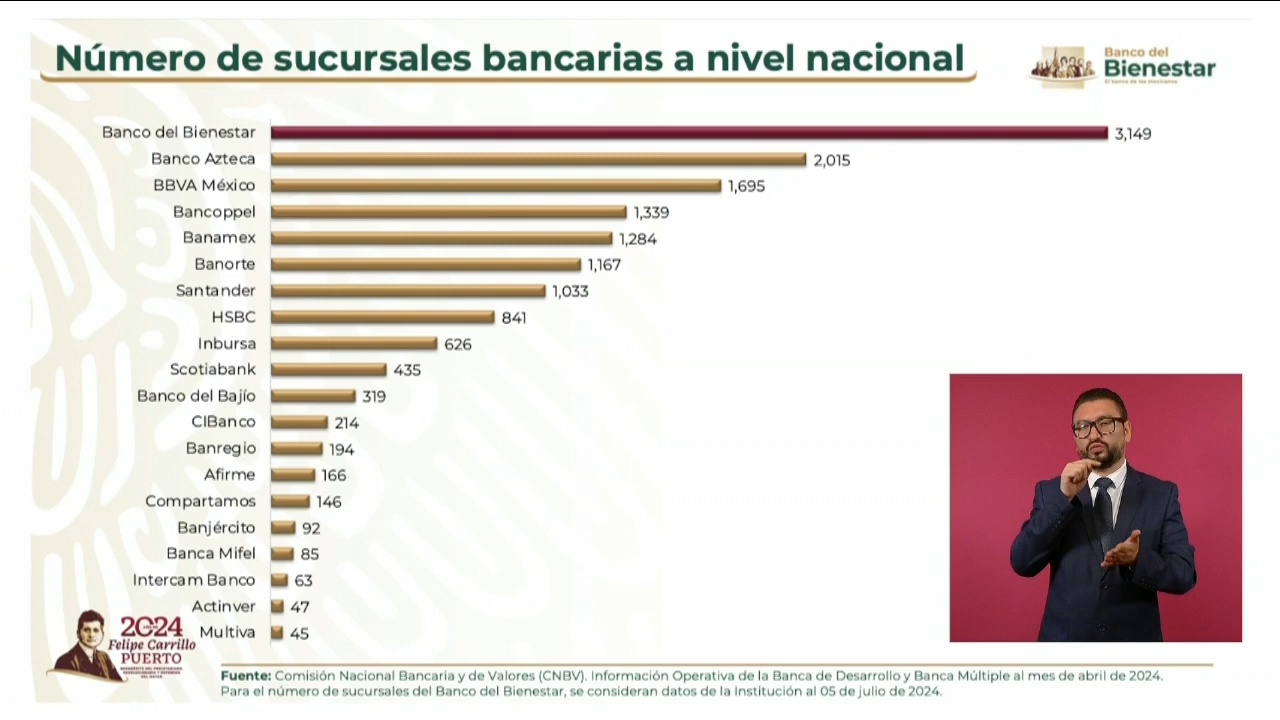 Número de sucursales bancarias a nivel nacional
Banco del
Bienestar
Banco del Bienestar 3,149
Banco Azteca 2,015
BBVA México 1,695
Bancoppel 1,339
Banamex 1,284
Banorte 1,167
Santander 1,033
HSBC 841
Inbursa 626
Scotiabank 435
Banco del Bajío 319
CIBanco 214
Banregio 194
Afirme 166
Compartamos 146
Banjército 92
Banca Mifel 85
Intercam Banco 63
Actinver 47
Multiva 45
2024
Felipe Carrillo
PUERTO
Fuente: Comisión Nacional Bancaria y de Valores (CNBV). Información Operativa de la Banca de Desarrollo y Banca Múltiple al mes de abril de 2024.
Para el número de sucursales del Banco del Bienestar, se consideran datos de la Institución al 05 de julio de 2024.